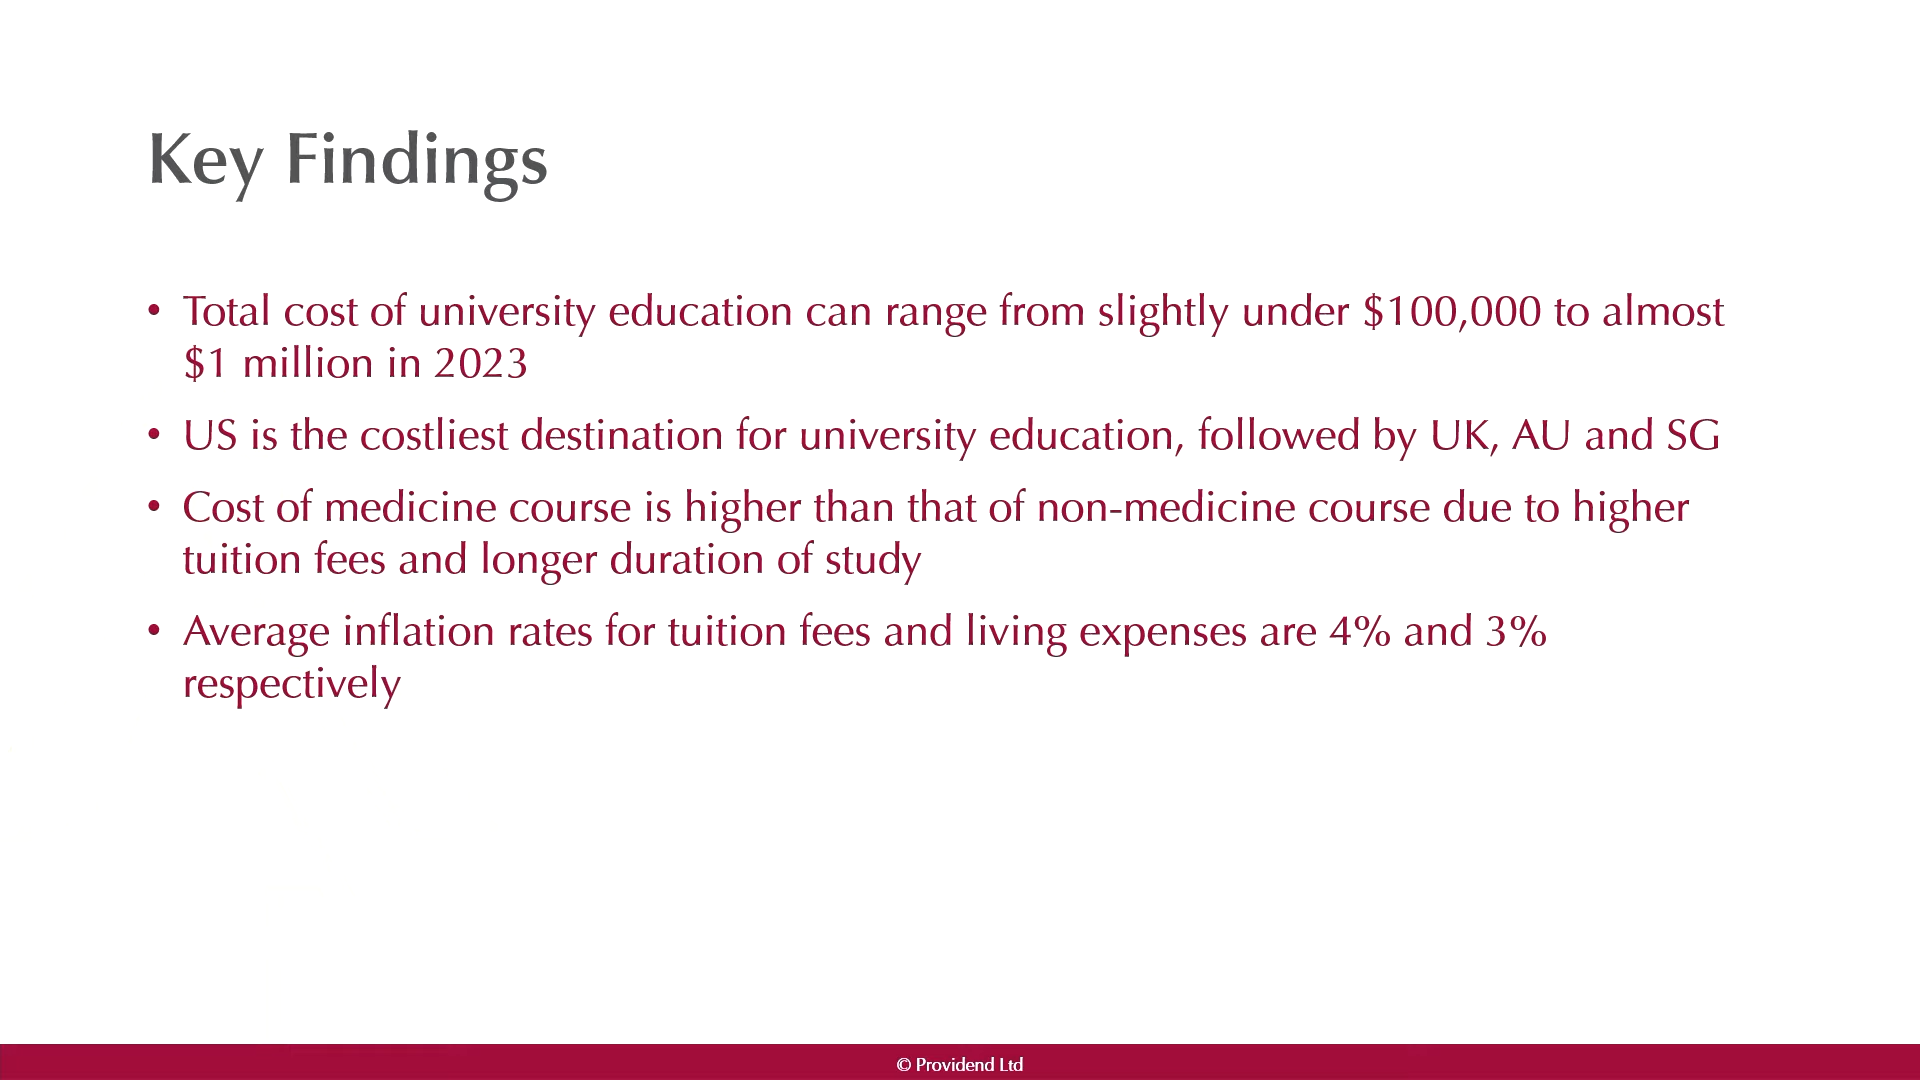 Key Findings
• Total cost of university education can range from slightly under $100,000 to almost
$1 million in 2023
• US is the costliest destination for university education, followed by UK, AU and SG
• Cost of medicine course is higher than that of non-medicine course due to higher
tuition fees and longer duration of study
• Average inflation rates for tuition fees and living expenses are 4% and 3%
respectively
© Providend Ltd